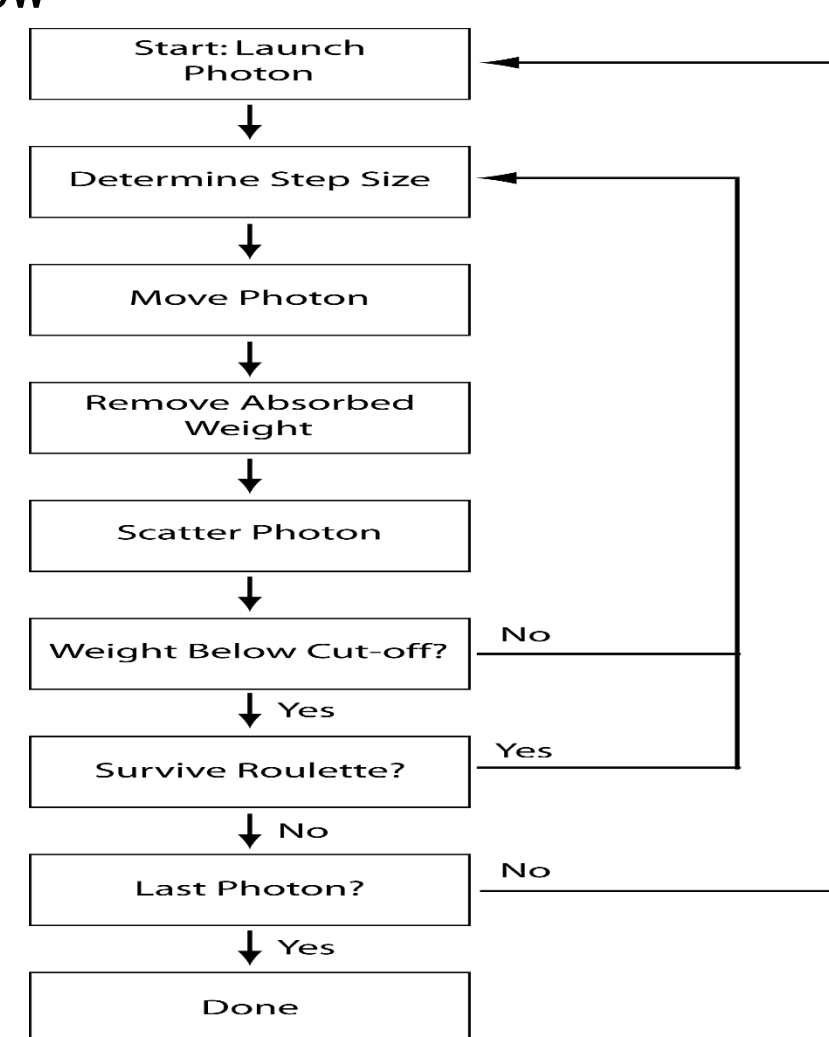 Start: Launch
Photon
Determine Step Size
Move Photon
Remove Absorbed
Weight
Scatter Photon
Weight Below Cut-off?
No
Yes
Survive Roulette?
Yes
No
Last Photon?
No
Yes
Done